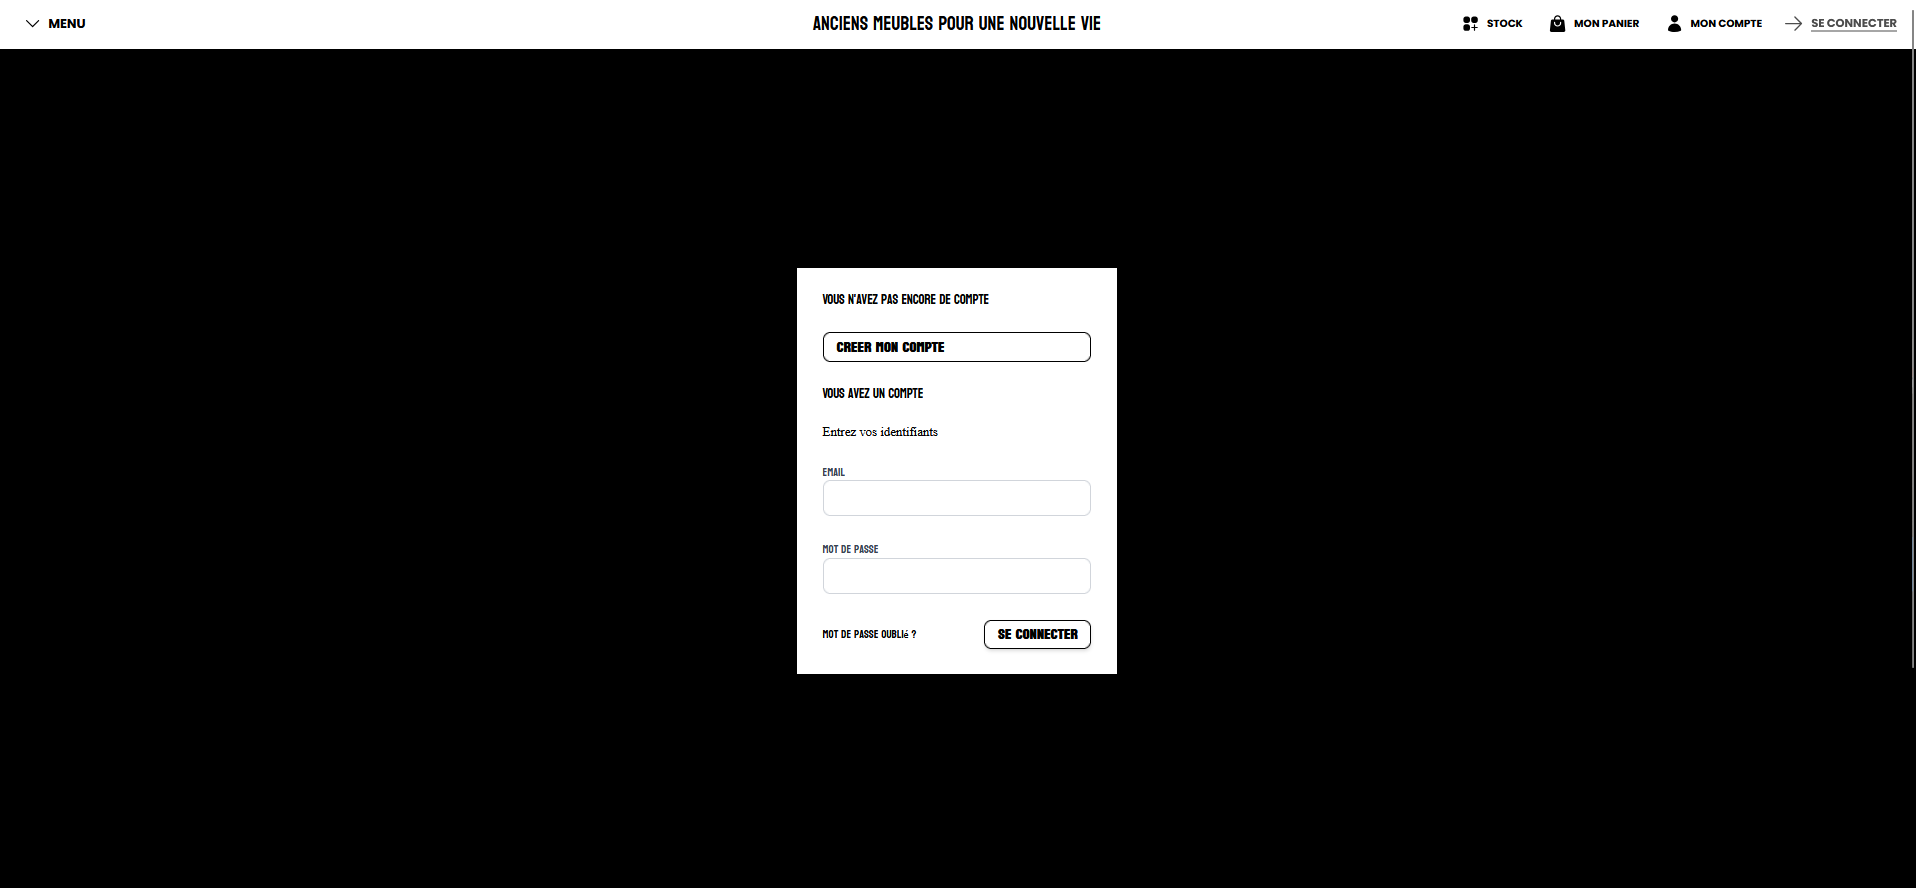 MENU
ANCIENS MEUBLES POUR UNE NOUVELLE VIE
STOCK
MON PANIER
MON COMPTE
SE CONNECTER
VOUS N'AVEZ PAS ENCORE DE COMPTE
CREER MON COMPTE
VOUS AVEZ UN COMPTE
Entrez vos identifiants
EMAIL
MOT DE PASSE
MOT DE PASSE OUBLIé ?
SE CONNECTER